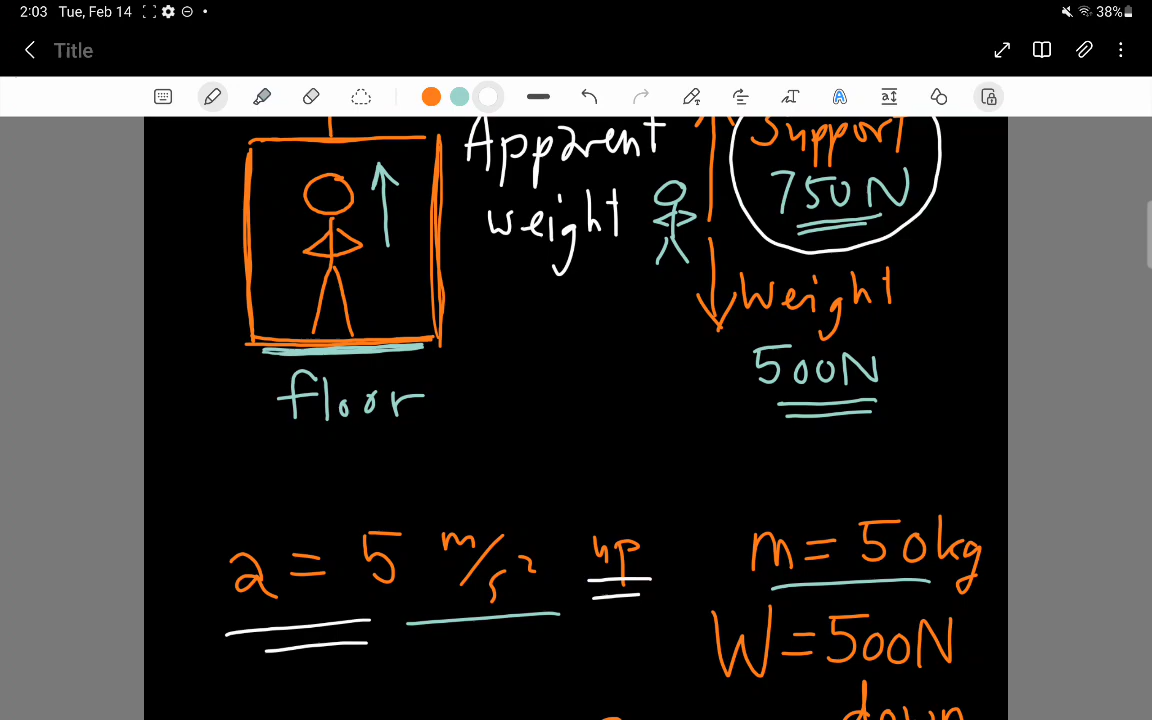 2:03 Tue, Feb 14
38%
Title
Apparent
weight
Support
750N
Weight
500N
floor
a = 5 m/s² up
m = 50kg
W = 500N
down